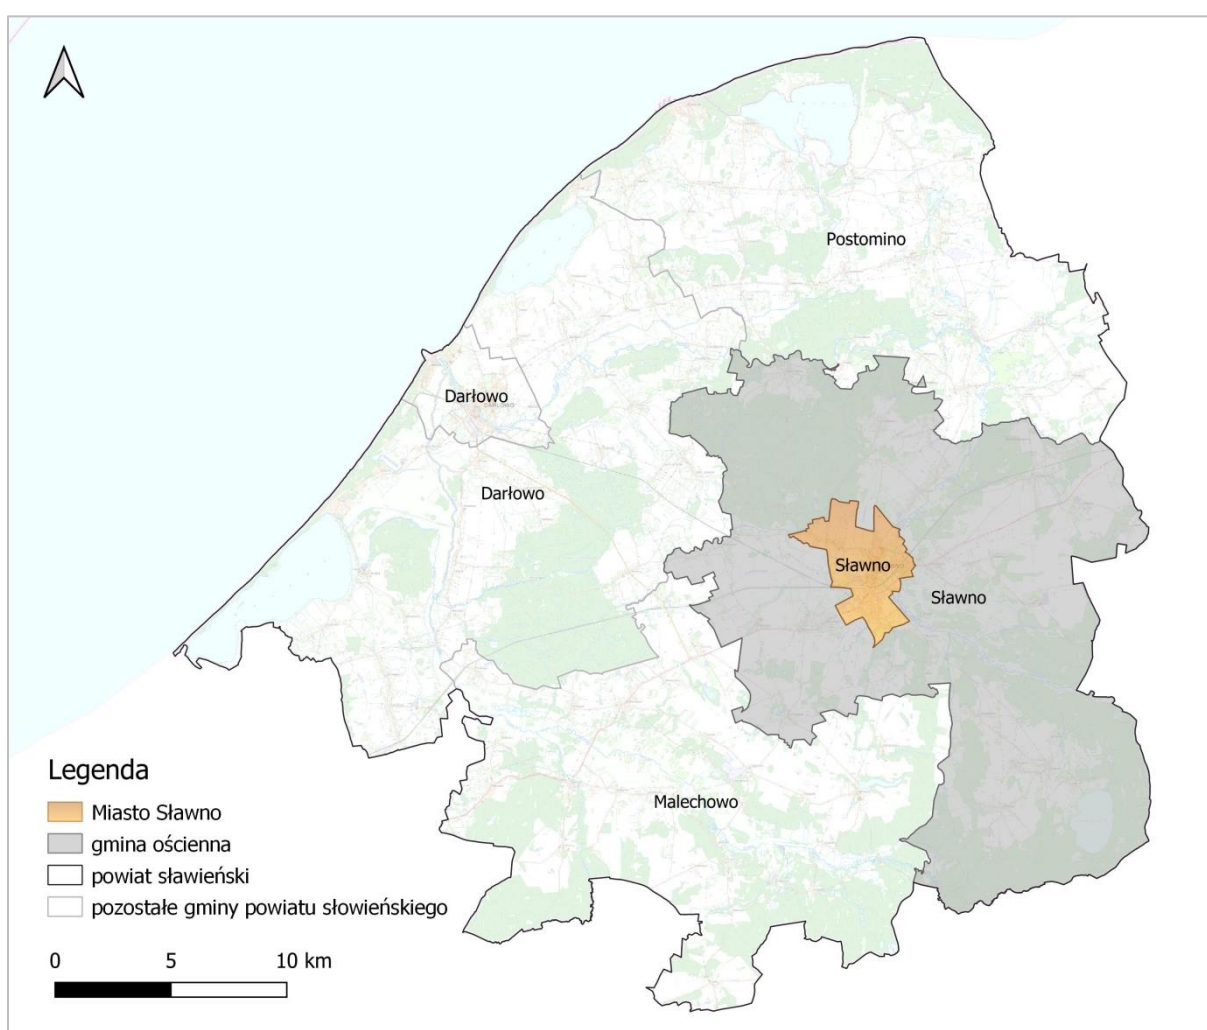 Postomino
Darłowo
DARŁOWO
Darłowo
Sławno
Sławno
Malechowo
Legenda
Miasto Sławno
gmina ościenna
powiat sławieński
pozostałe gminy powiatu słowieńskiego
0 5 10 km